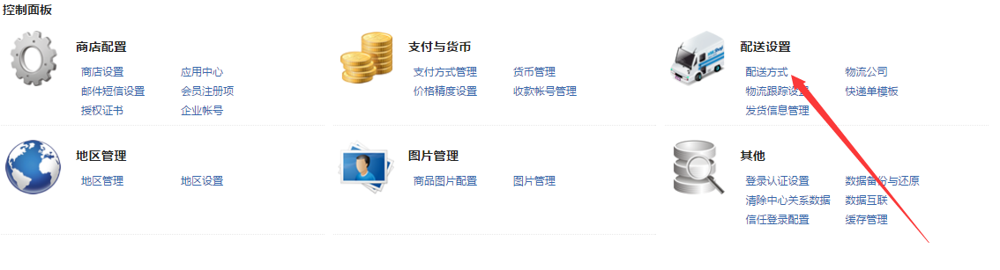 控制面板
商店配置
商店设置 应用中心
邮件短信设置 会员注册项
授权证书 企业帐号
支付与货币
支付方式管理 货币管理
价格精度设置 收款帐号管理
配送设置
配送方式 物流公司
物流跟踪设置 快递单模板
发货信息管理
地区管理
地区管理 地区设置
图片管理
商品图片配置 图片管理
其他
登录认证设置 数据备份与还原
清除中心关系数据 数据互联
信任登录配置 缓存管理